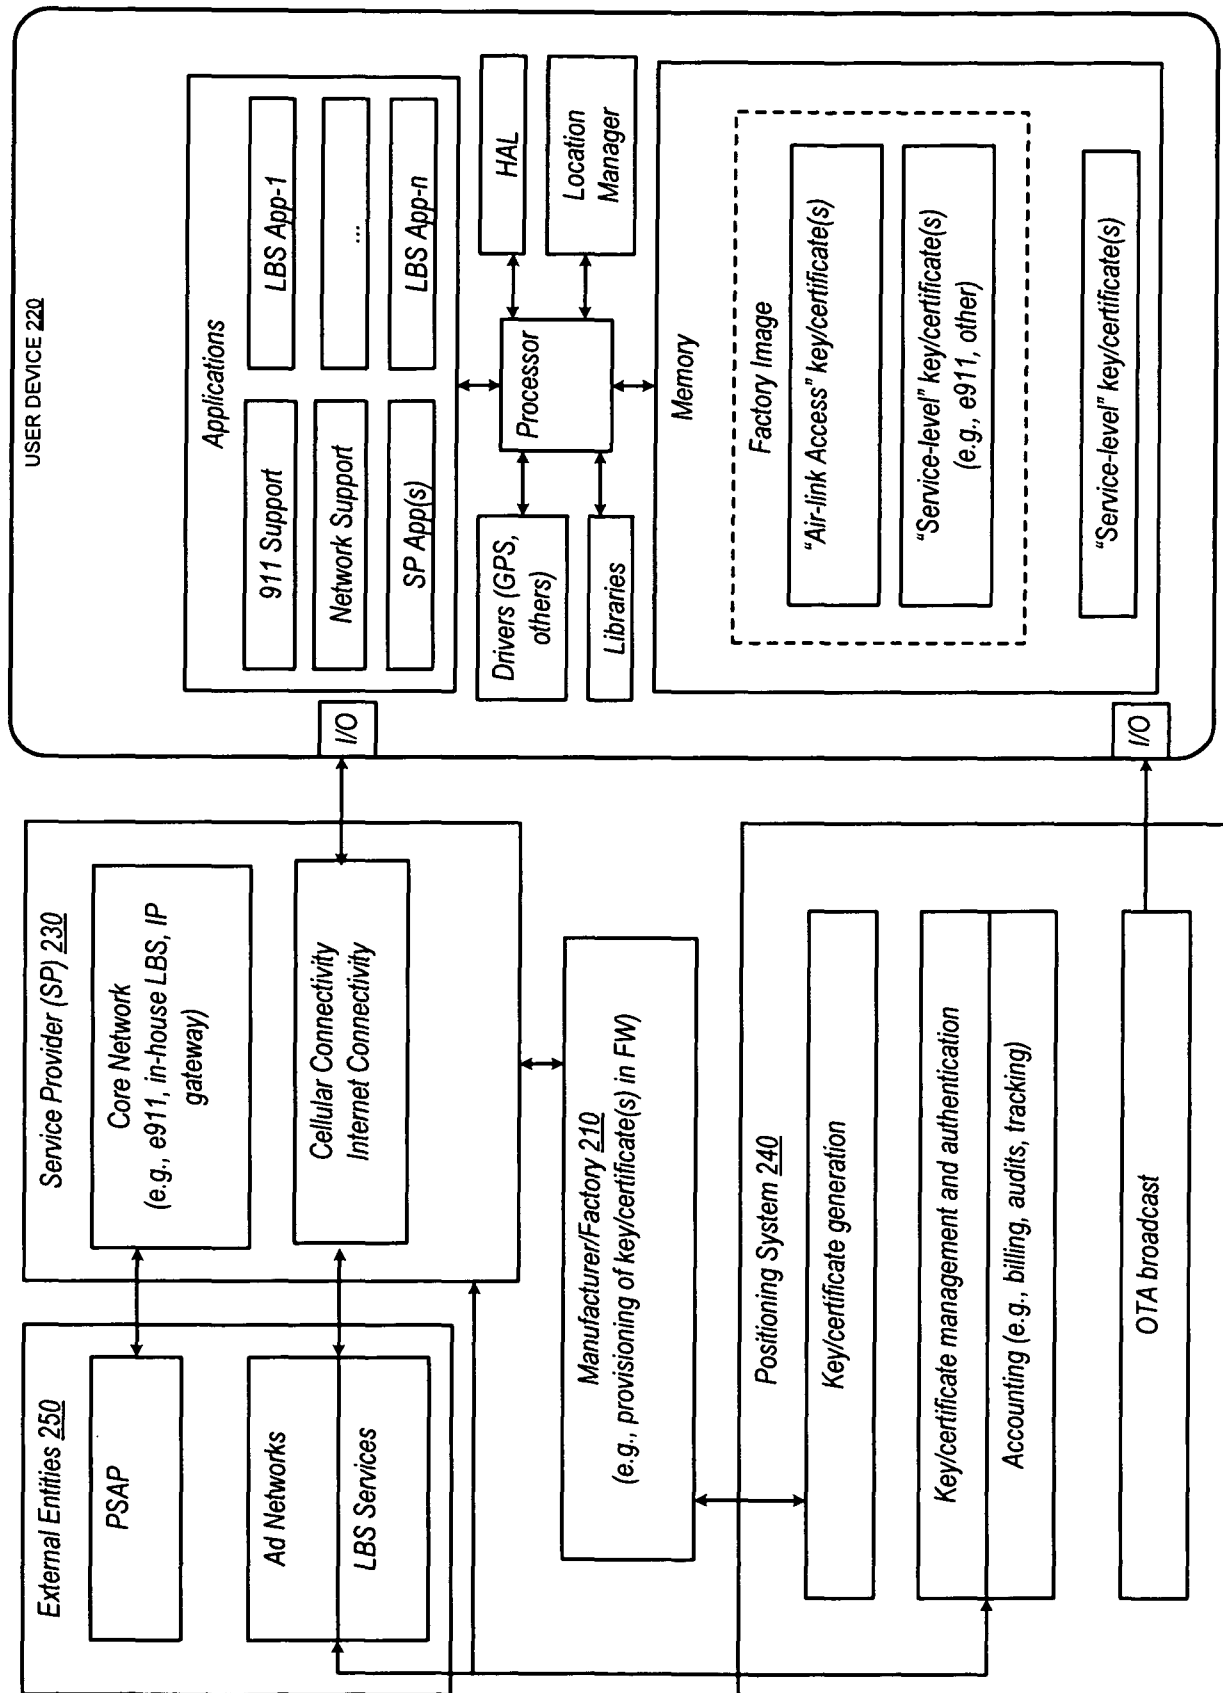 External Entities 250
PSAP
Ad Networks
LBS Services
Service Provider (SP) 230
Core Network
(e.g., e911, in-house LBS, IP
gateway)
Cellular Connectivity
Internet Connectivity
Manufacturer/Factory 210
(e.g., provisioning of key/certificate(s) in FW)
Positioning System 240
Key/certificate generation
Key/certificate management and authentication
Accounting (e.g., billing, audits, tracking)
OTA broadcast
USER DEVICE 220
I/O
I/O
Applications
911 Support
Network Support
SP App(s)
LBS App-1
...
LBS App-n
Drivers (GPS,
others)
Libraries
Processor
HAL
Location
Manager
Memory
Factory Image
“Air-link Access” key/certificate(s)
“Service-level” key/certificate(s)
(e.g., e911, other)
“Service-level” key/certificate(s)